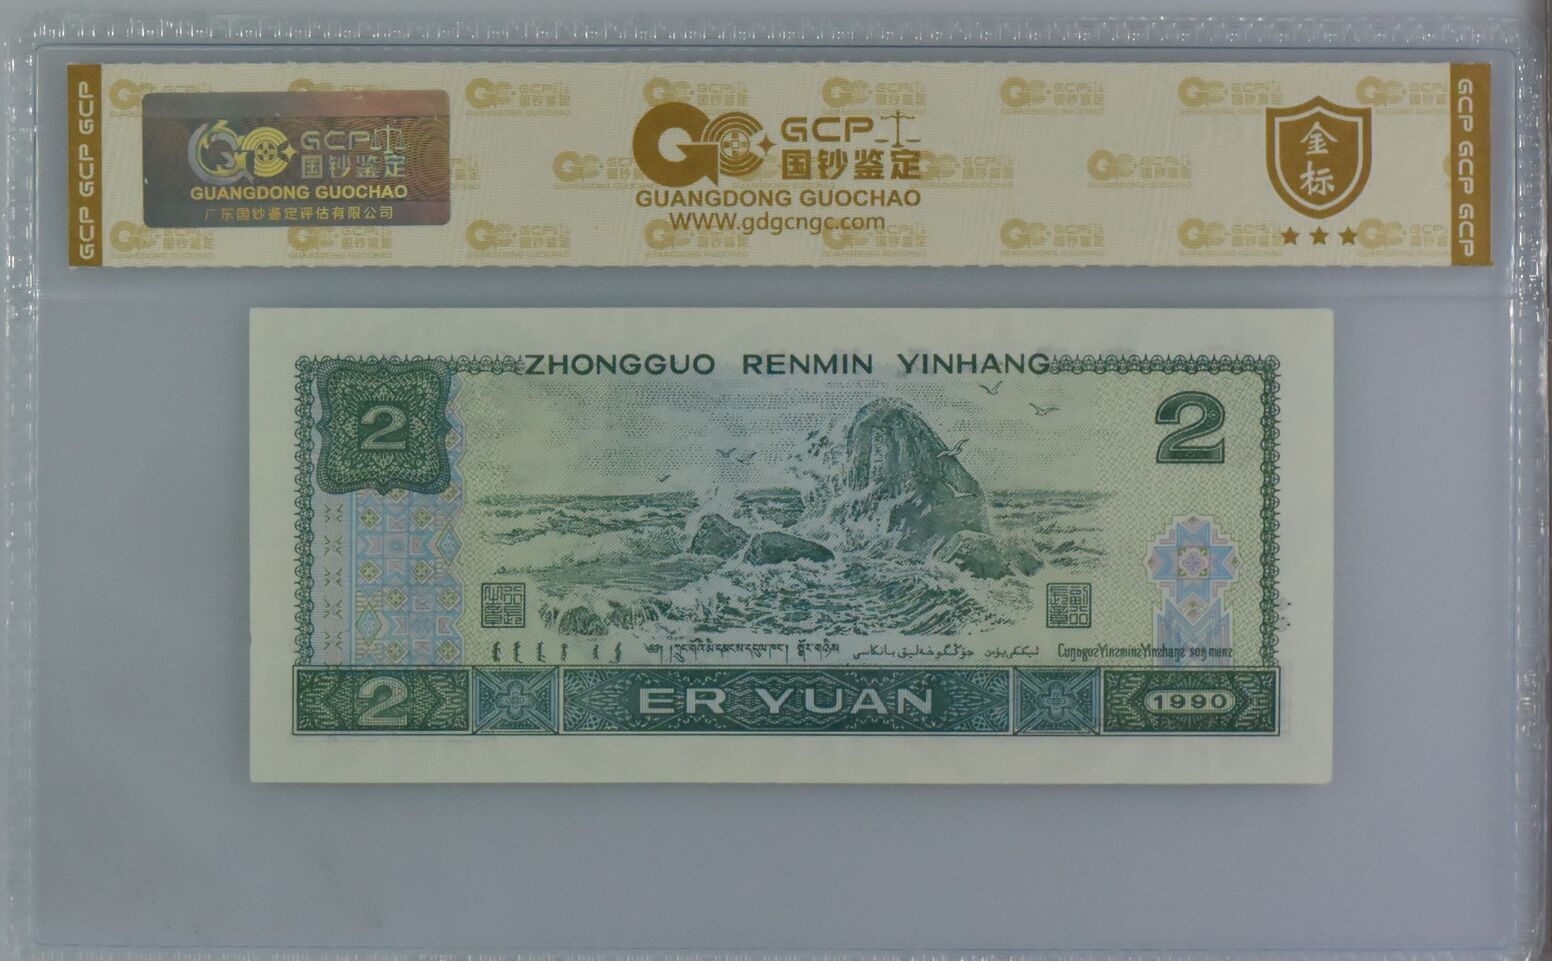 GCP GCP GCP
GCP
国钞鉴定
GUANGDONG GUOCHAO
广东国钞鉴定评估有限公司
GCP
国钞鉴定
GUANGDONG GUOCHAO
WWW.gdgcngc.com
金标
GCP GCP GCP
ZHONGGUO RENMIN YINHANG
2
2
2
ER YUAN
1990